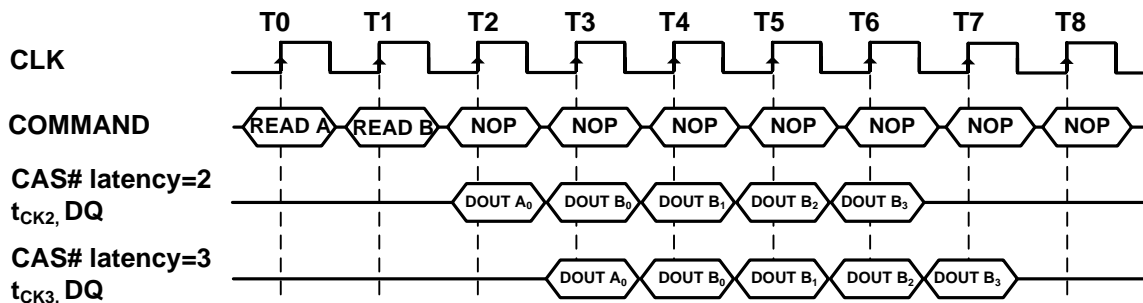 T0 T1 T2 T3 T4 T5 T6 T7 T8
CLK
COMMAND READ A READ B NOP NOP NOP NOP NOP NOP NOP
CAS# latency=2
tCK2, DQ DOUT A0 DOUT B0 DOUT B1 DOUT B2 DOUT B3
CAS# latency=3
tCK3, DQ DOUT A0 DOUT B0 DOUT B1 DOUT B2 DOUT B3